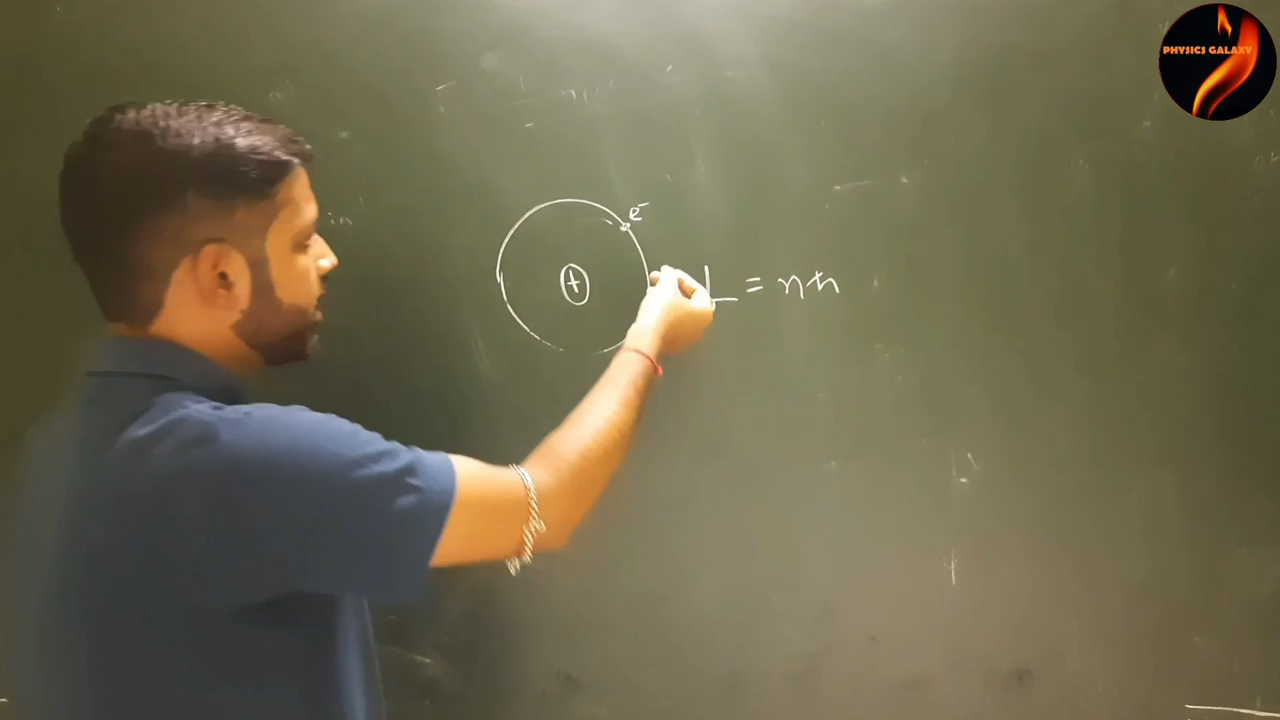 PHYSICS GALAXY
e⁻
+
L = nħ